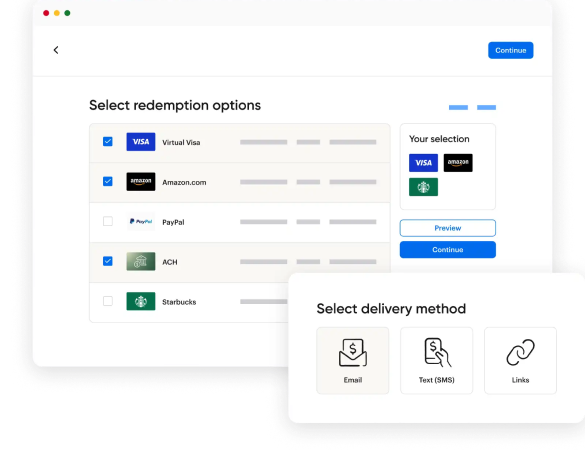 Continue
Select redemption options
VISA Virtual Visa
amazon Amazon.com
PayPal PayPal
ACH
Starbucks
Your selection
VISA amazon
Preview
Continue
Select delivery method
Email Text (SMS) Links